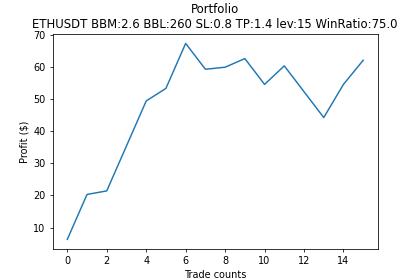 Portfolio
ETHUSDT BBM:2.6 BBL:260 SL:0.8 TP:1.4 lev:15 WinRatio:75.0
70
60
50
40
30
20
10
Profit ($)
0 2 4 6 8 10 12 14
Trade counts